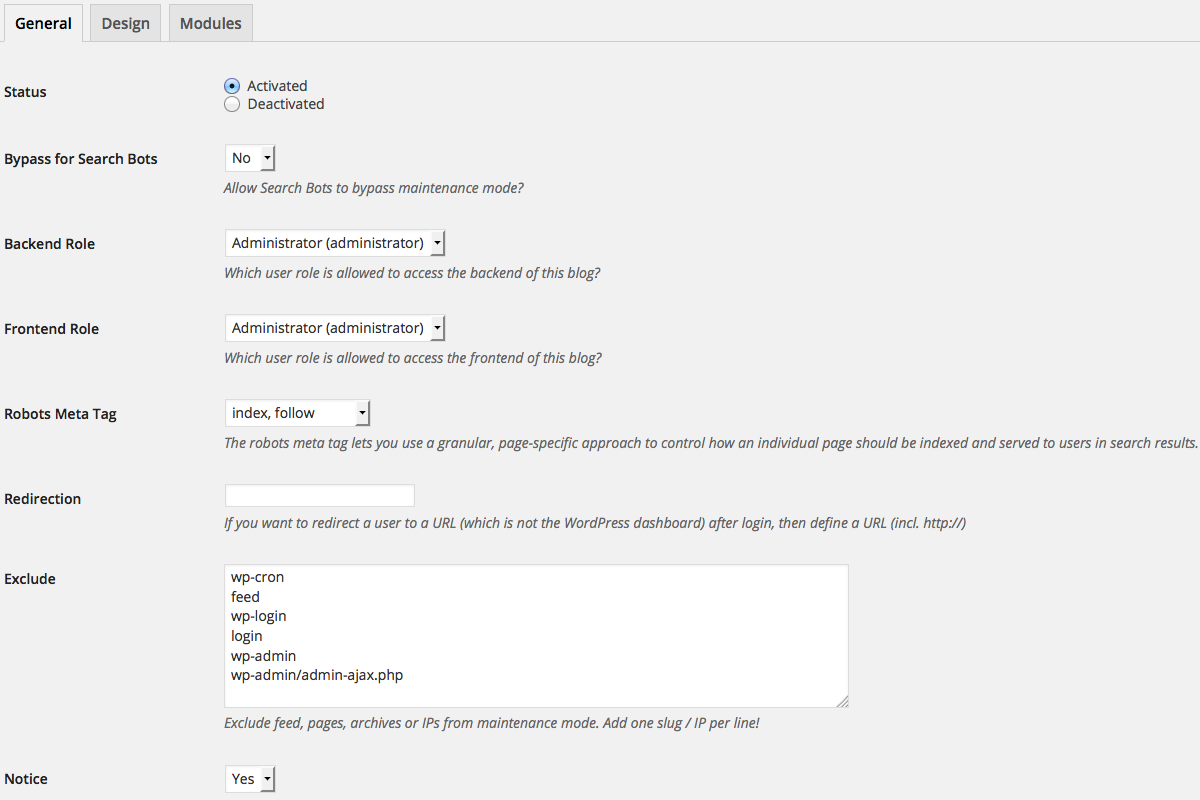 General Design Modules
Status
Activated
Deactivated
Bypass for Search Bots
No
Allow Search Bots to bypass maintenance mode?
Backend Role
Administrator (administrator)
Which user role is allowed to access the backend of this blog?
Frontend Role
Administrator (administrator)
Which user role is allowed to access the frontend of this blog?
Robots Meta Tag
index, follow
The robots meta tag lets you use a granular, page-specific approach to control how an individual page should be indexed and served to users in search results.
Redirection
If you want to redirect a user to a URL (which is not the WordPress dashboard) after login, then define a URL (incl. http://)
Exclude
wp-cron
feed
wp-login
login
wp-admin
wp-admin/admin-ajax.php
Exclude feed, pages, archives or IPs from maintenance mode. Add one slug / IP per line!
Notice
Yes